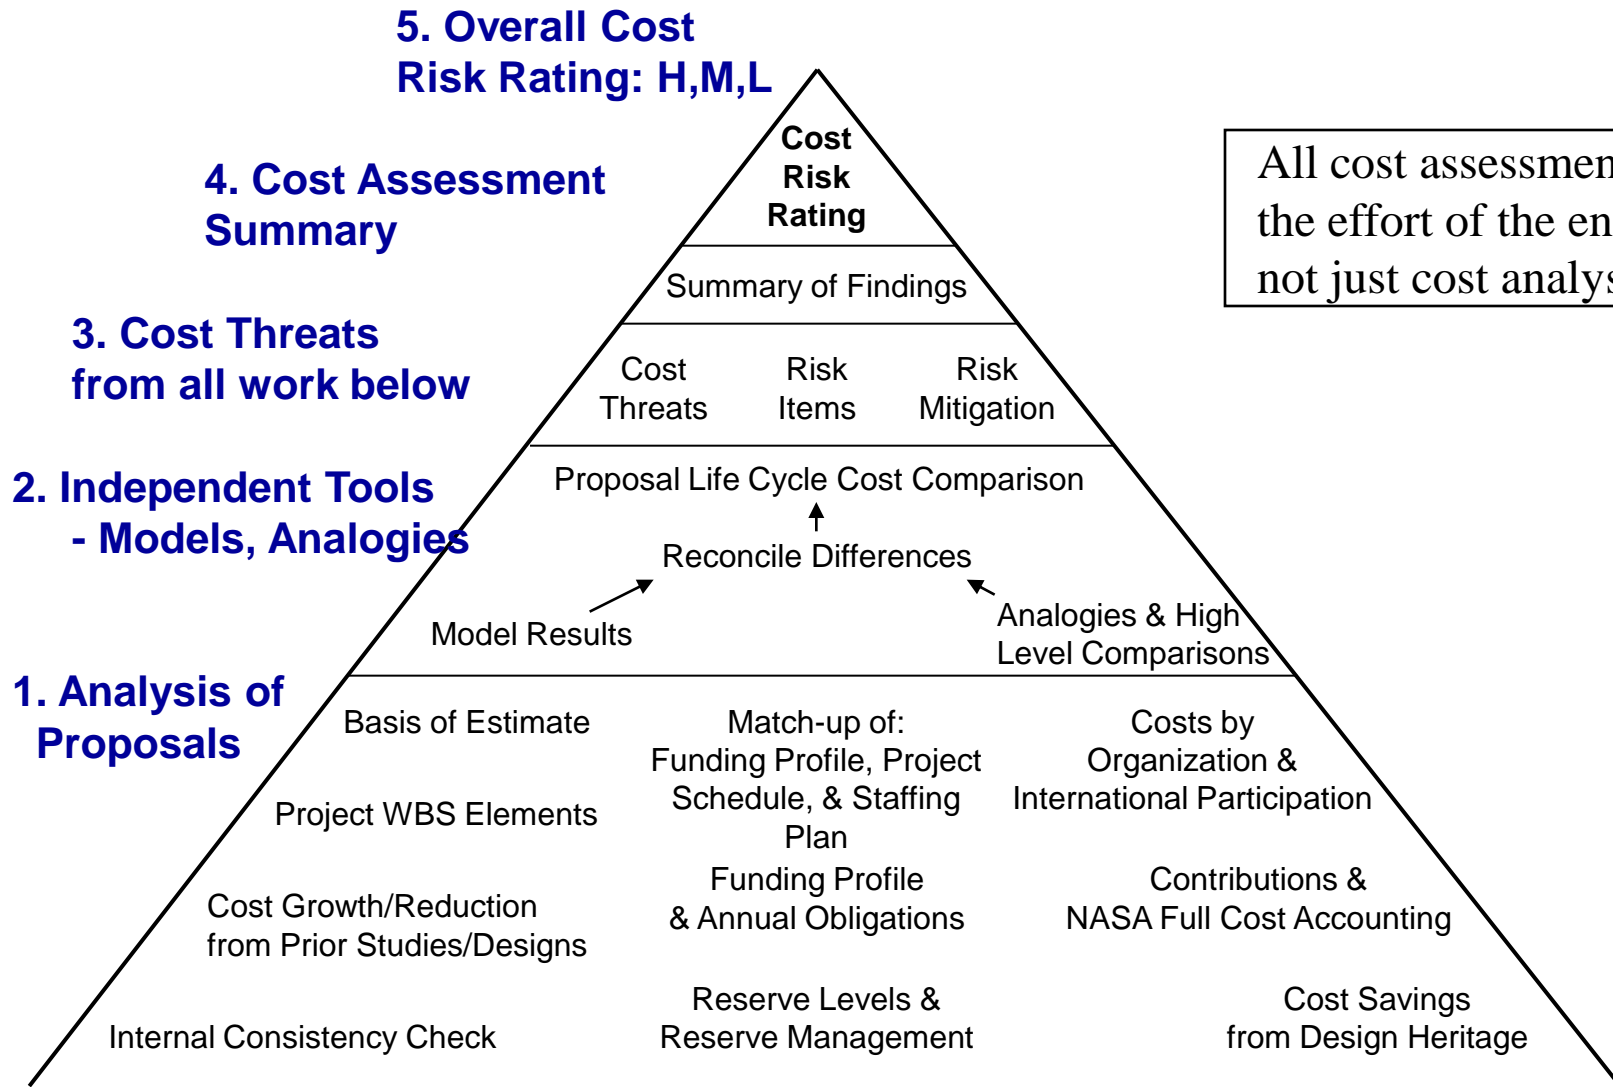 5. Overall Cost
Risk Rating: H,M,L
Cost
Risk
Rating
All cost assessmen
the effort of the en
not just cost analys
4. Cost Assessment
Summary
Summary of Findings
3. Cost Threats
from all work below
Cost
Threats
Risk
Items
Risk
Mitigation
2. Independent Tools
- Models, Analogies
Proposal Life Cycle Cost Comparison
Reconcile Differences
Model Results
Analogies & High
Level Comparisons
1. Analysis of
Proposals
Basis of Estimate
Match-up of:
Funding Profile, Project
Schedule, & Staffing
Plan
Costs by
Organization &
International Participation
Project WBS Elements
Cost Growth/Reduction
from Prior Studies/Designs
Funding Profile
& Annual Obligations
Contributions &
NASA Full Cost Accounting
Internal Consistency Check
Reserve Levels &
Reserve Management
Cost Savings
from Design Heritage